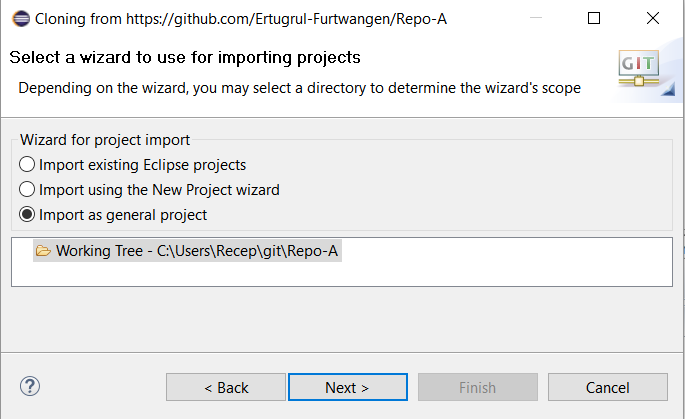 Cloning from https://github.com/Ertugrul-Furtwangen/Repo-A
Select a wizard to use for importing projects
GIT
Depending on the wizard, you may select a directory to determine the wizard's scope
Wizard for project import
Import existing Eclipse projects
Import using the New Project wizard
Import as general project
Working Tree - C:\Users\Recep\git\Repo-A
?
< Back
Next >
Finish
Cancel